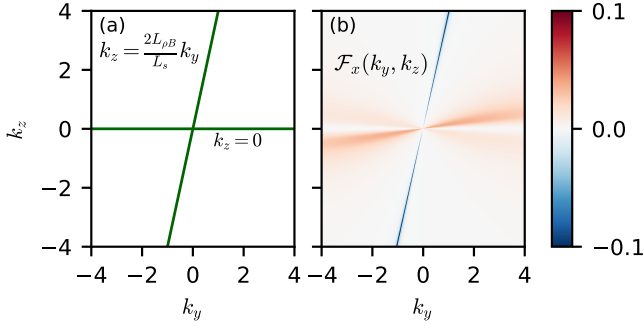 (a)
k_z = \frac{2L_{\rho B}}{L_s} k_y
k_z = 0
k_z
4
2
0
−2
−4
−4 −2 0 2 4
k_y
(b)
\mathcal{F}_x(k_y, k_z)
−4 −2 0 2 4
k_y
0.1
0.0
−0.1